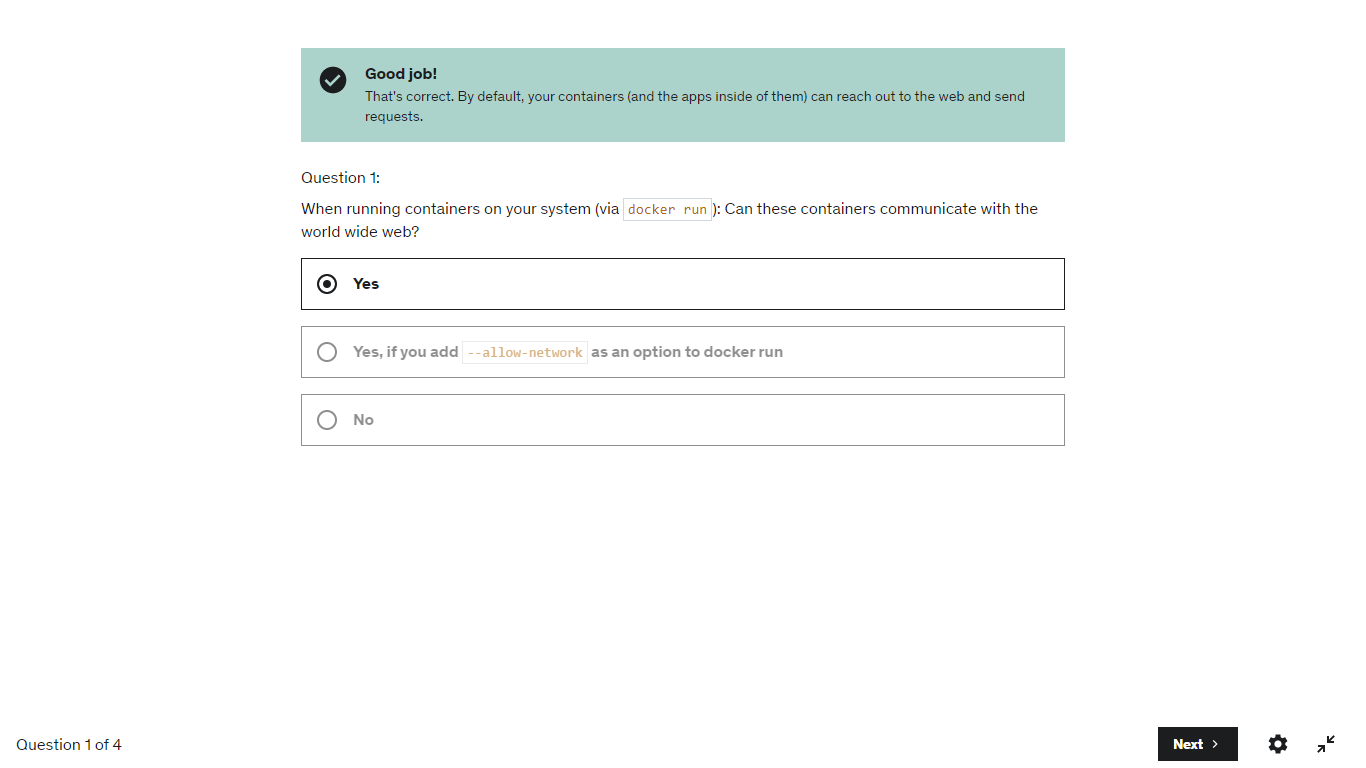 Good job!
That's correct. By default, your containers (and the apps inside of them) can reach out to the web and send
requests.
Question 1:
When running containers on your system (via docker run): Can these containers communicate with the
world wide web?
Yes
Yes, if you add --allow-network as an option to docker run
No
Question 1 of 4
Next